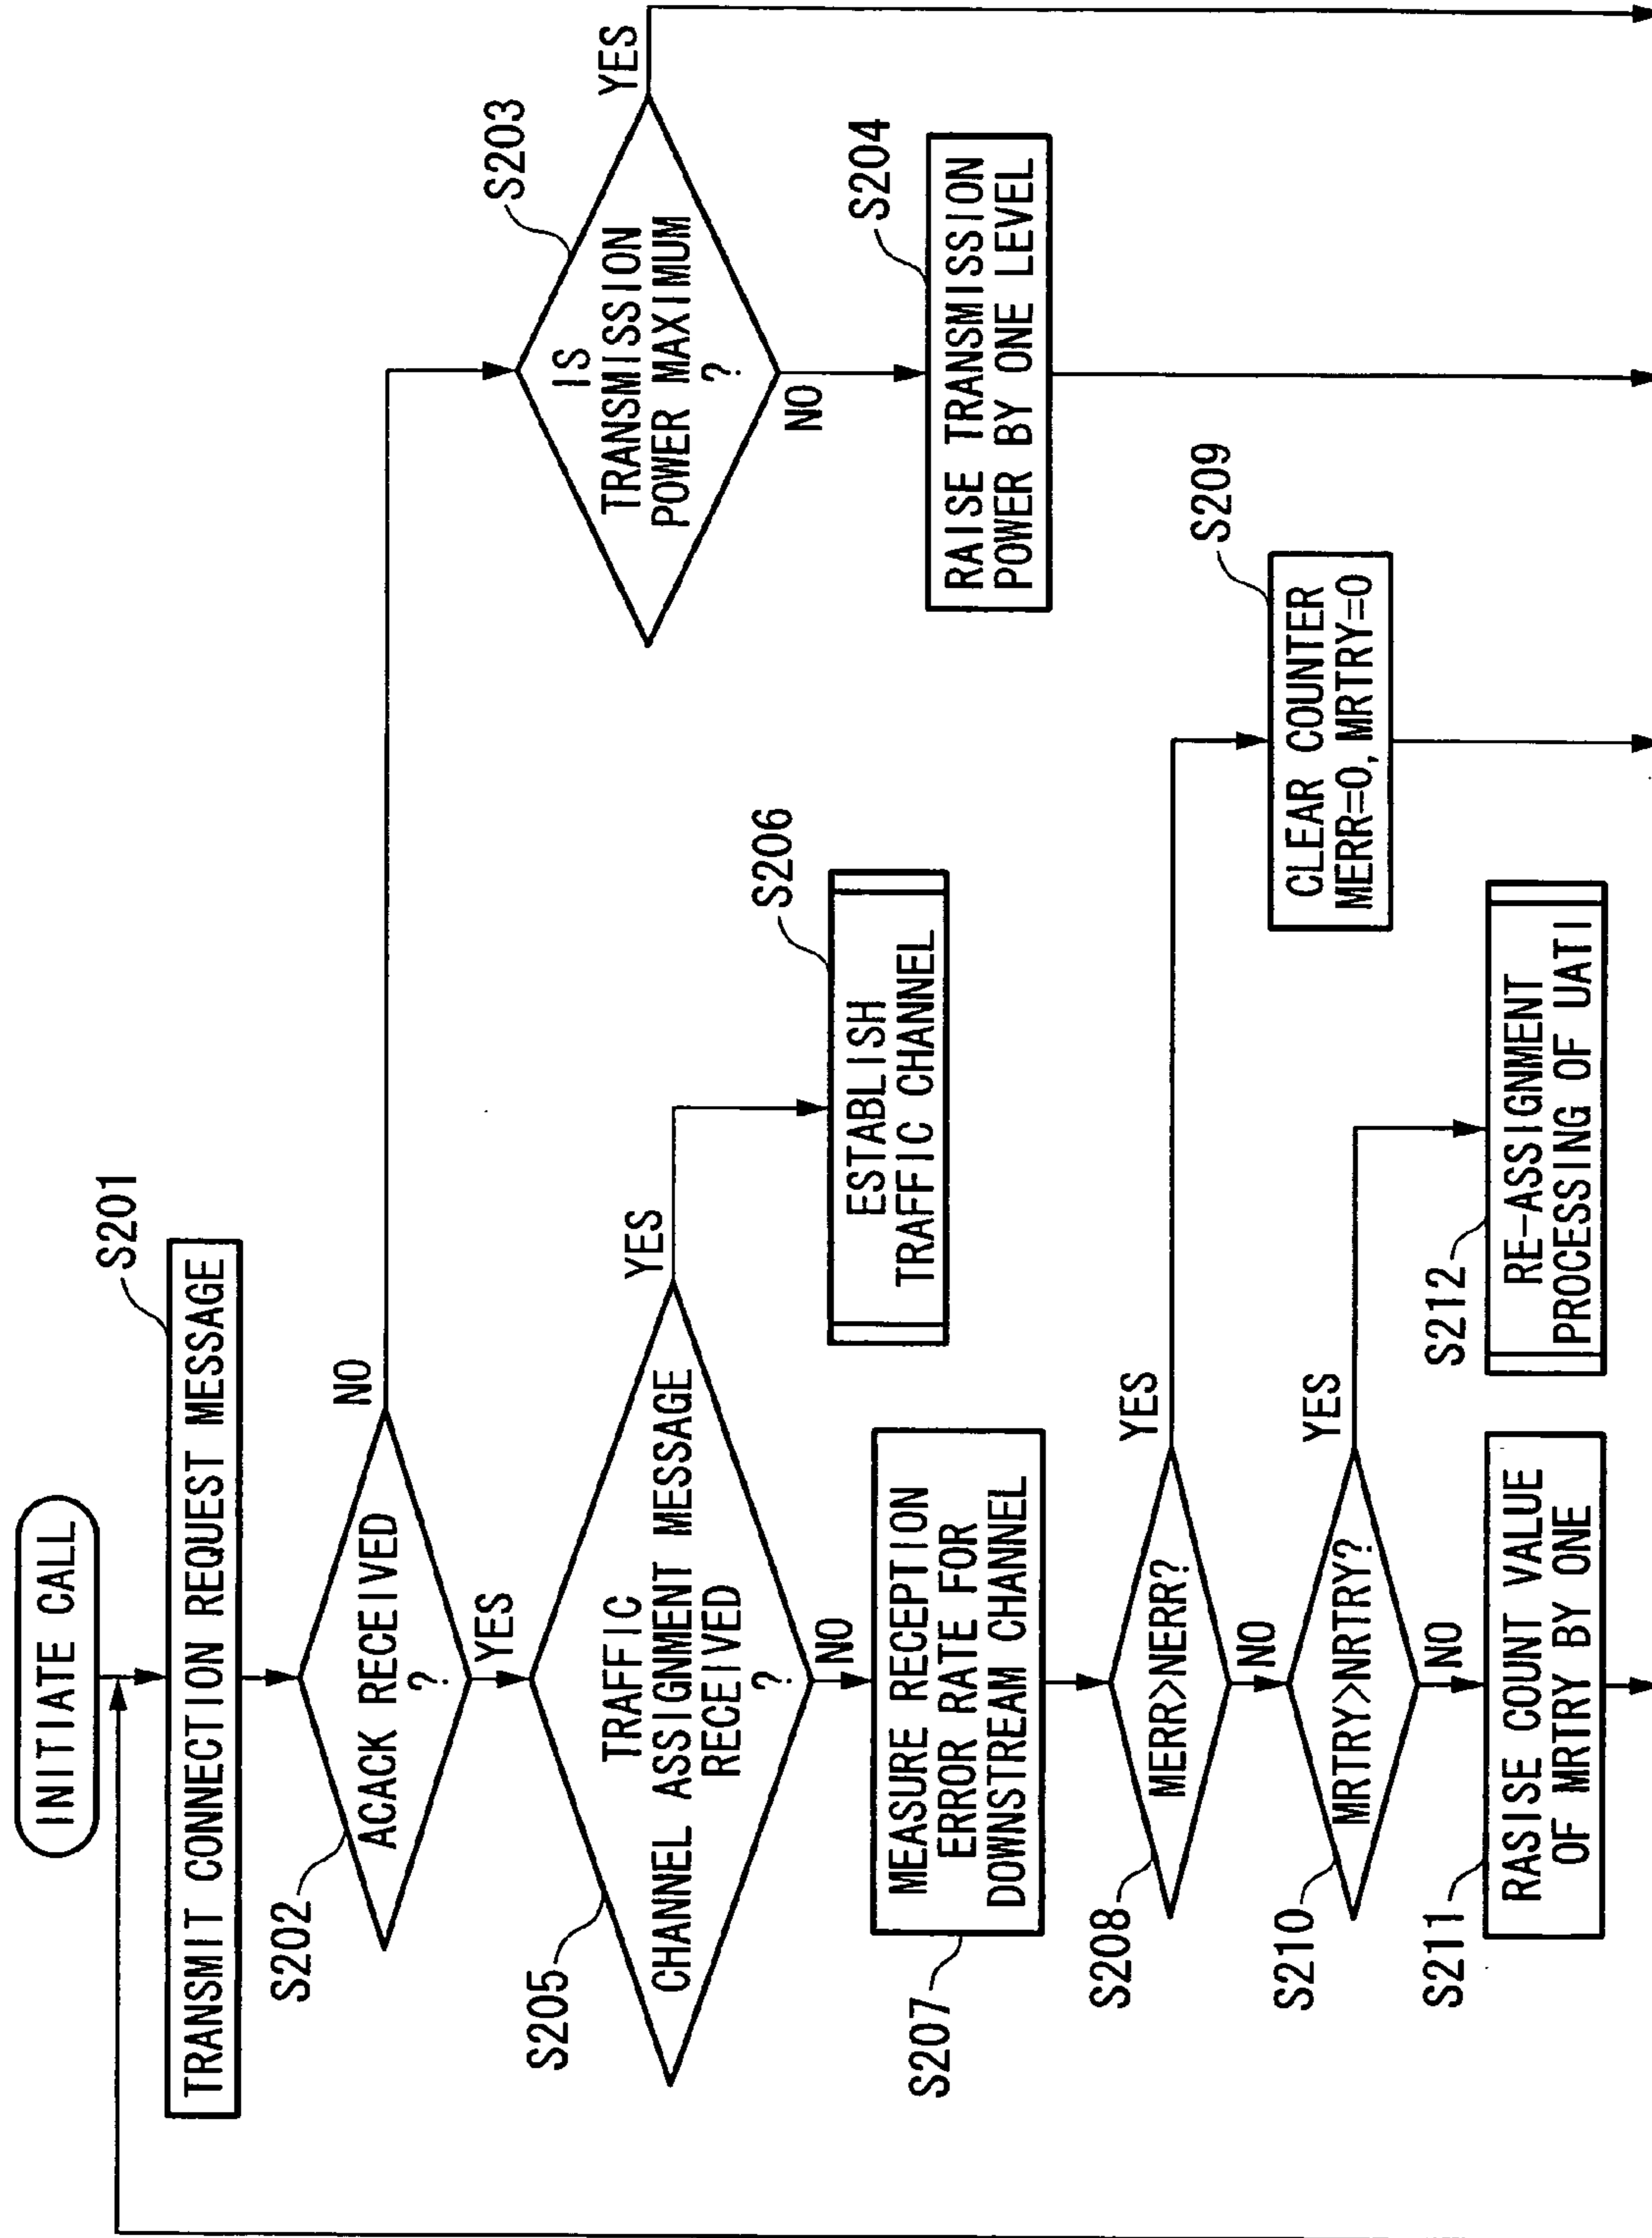 INITIATE CALL
S201
TRANSMIT CONNECTION REQUEST MESSAGE
S202
ACACK RECEIVED
?
NO
YES
S203
IS
TRANSMISSION
POWER MAXIMUM
?
YES
NO
S204
RAISE TRANSMISSION
POWER BY ONE LEVEL
S205
TRAFFIC
CHANNEL ASSIGNMENT MESSAGE
RECEIVED
?
YES
NO
S206
ESTABLISH
TRAFFIC CHANNEL
S207
MEASURE RECEPTION
ERROR RATE FOR
DOWNSTREAM CHANNEL
S208
MERR>NERR?
YES
NO
S209
CLEAR COUNTER
MERR=0, MRTRY=0
S210
MRTRY>NRTRY?
YES
NO
S211
RASISE COUNT VALUE
OF MRTRY BY ONE
S212
RE-ASSIGNMENT
PROCESSING OF UATI